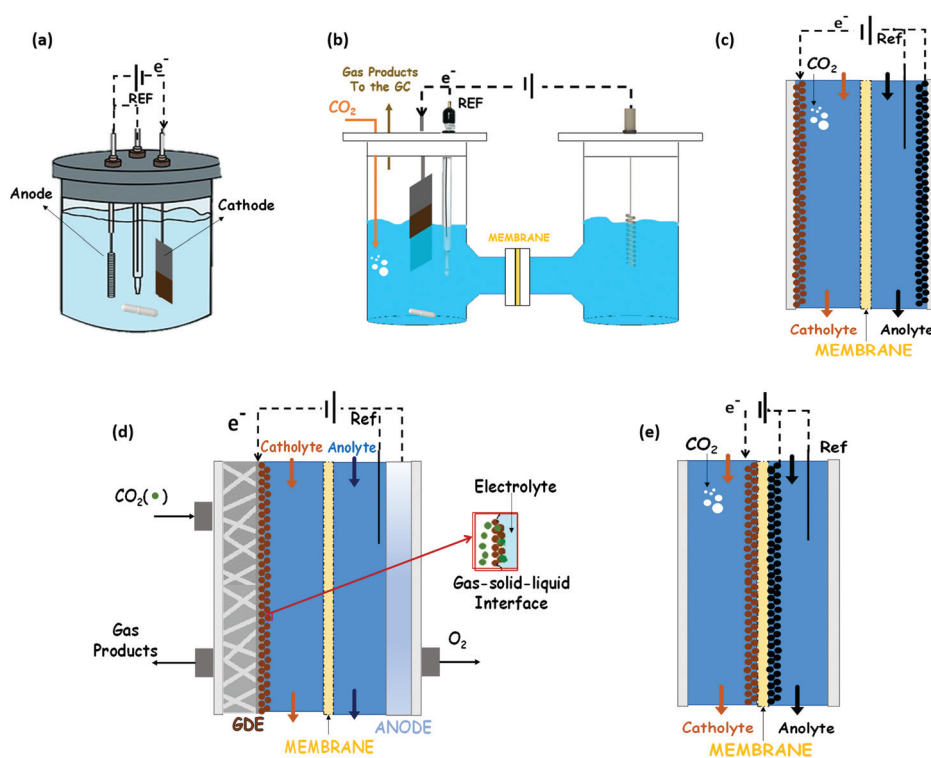 (a)
e⁻
REF
Anode
Cathode
(b)
Gas Products
To the GC
CO₂
e⁻
REF
MEMBRANE
(c)
e⁻
Ref
CO₂
Catholyte
Anolyte
MEMBRANE
(d)
e⁻
Ref
Catholyte
Anolyte
CO₂(•)
Electrolyte
Gas-solid-liquid
Interface
Gas
Products
O₂
GDE
MEMBRANE
ANODE
(e)
e⁻
CO₂
Ref
Catholyte
Anolyte
MEMBRANE